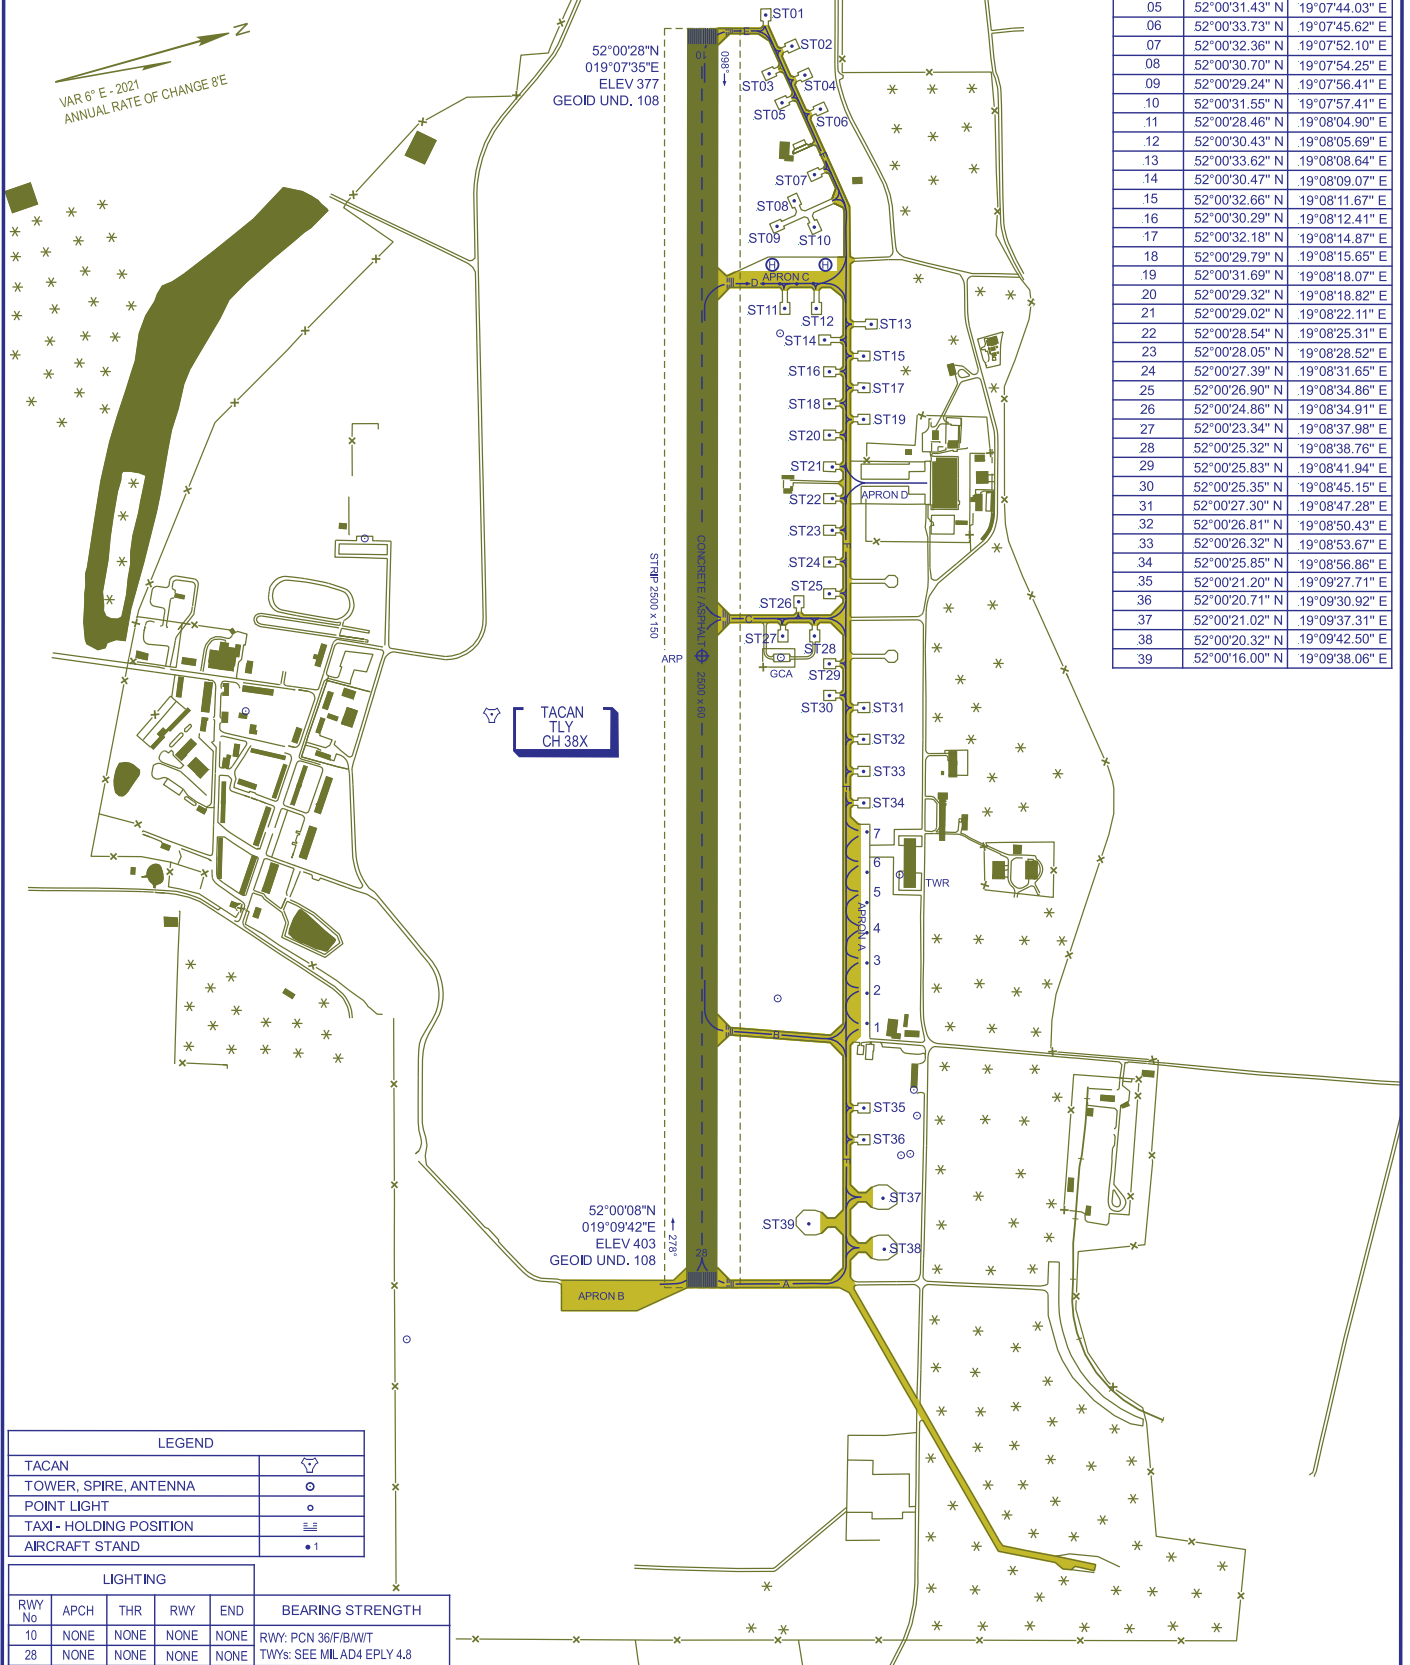 N
VAR 6° E - 2021
ANNUAL RATE OF CHANGE 8'E
52°00'28"N
019°07'35"E
ELEV 377
GEOID UND. 108
10
098°
E
ST01
ST02
ST03
ST04
ST05
ST06
ST07
ST08
ST09
ST10
H
H
APRON C
D
ST11
ST12
ST13
ST14
ST15
ST16
ST17
ST18
ST19
ST20
ST21
APRON D
ST22
ST23
F
ST24
ST25
ST26
C
ST27
ST28
GCA
ST29
ST30
ST31
ST32
ST33
F
ST34
STRIP 2500 x 150
CONCRETE / ASPHALT
2500 x 60
ARP
TACAN
TLY
CH 38X
7
6
5
4
3
2
1
APRON A
TWR
B
ST35
ST36
F
ST37
ST38
ST39
52°00'08"N
019°09'42"E
ELEV 403
GEOID UND. 108
278°
28
A
APRON B
05 52°00'31.43" N 19°07'44.03" E
06 52°00'33.73" N 19°07'45.62" E
07 52°00'32.36" N 19°07'52.10" E
08 52°00'30.70" N 19°07'54.25" E
09 52°00'29.24" N 19°07'56.41" E
10 52°00'31.55" N 19°07'57.41" E
11 52°00'28.46" N 19°08'04.90" E
12 52°00'30.43" N 19°08'05.69" E
13 52°00'33.62" N 19°08'08.64" E
14 52°00'30.47" N 19°08'09.07" E
15 52°00'32.66" N 19°08'11.67" E
16 52°00'30.29" N 19°08'12.41" E
17 52°00'32.18" N 19°08'14.87" E
18 52°00'29.79" N 19°08'15.65" E
19 52°00'31.69" N 19°08'18.07" E
20 52°00'29.32" N 19°08'18.82" E
21 52°00'29.02" N 19°08'22.11" E
22 52°00'28.54" N 19°08'25.31" E
23 52°00'28.05" N 19°08'28.52" E
24 52°00'27.39" N 19°08'31.65" E
25 52°00'26.90" N 19°08'34.86" E
26 52°00'24.86" N 19°08'34.91" E
27 52°00'23.34" N 19°08'37.98" E
28 52°00'25.32" N 19°08'38.76" E
29 52°00'25.83" N 19°08'41.94" E
30 52°00'25.35" N 19°08'45.15" E
31 52°00'27.30" N 19°08'47.28" E
32 52°00'26.81" N 19°08'50.43" E
33 52°00'26.32" N 19°08'53.67" E
34 52°00'25.85" N 19°08'56.86" E
35 52°00'21.20" N 19°09'27.71" E
36 52°00'20.71" N 19°09'30.92" E
37 52°00'21.02" N 19°09'37.31" E
38 52°00'20.32" N 19°09'42.50" E
39 52°00'16.00" N 19°09'38.06" E
LEGEND
TACAN
TOWER, SPIRE, ANTENNA
POINT LIGHT
TAXI - HOLDING POSITION
AIRCRAFT STAND 1
LIGHTING
RWY No APCH THR RWY END BEARING STRENGTH
10 NONE NONE NONE NONE RWY: PCN 36/F/B/W/T
28 NONE NONE NONE NONE TWYs: SEE MIL AD4 EPLY 4.8